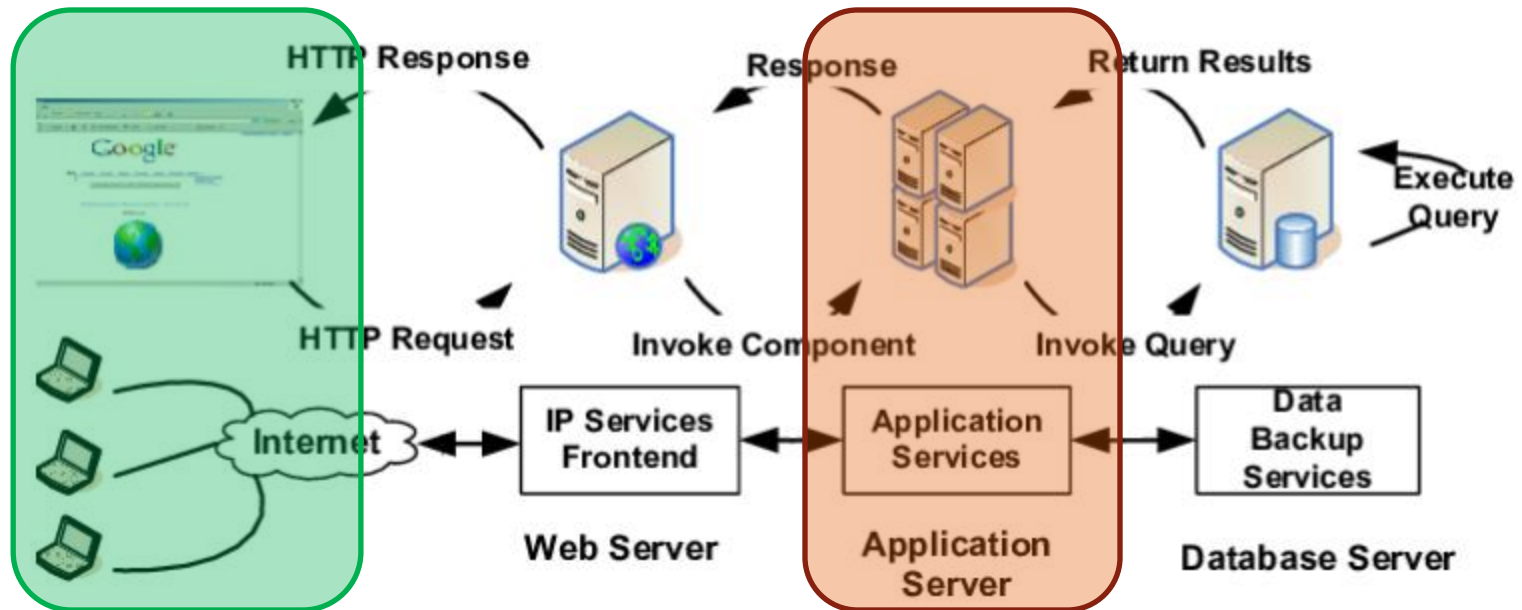 HTTP Response
Response
Return Results
Google
Execute
Query
HTTP Request
Invoke Component
Invoke Query
Internet
IP Services
Frontend
Application
Services
Data
Backup
Services
Web Server
Application
Server
Database Server